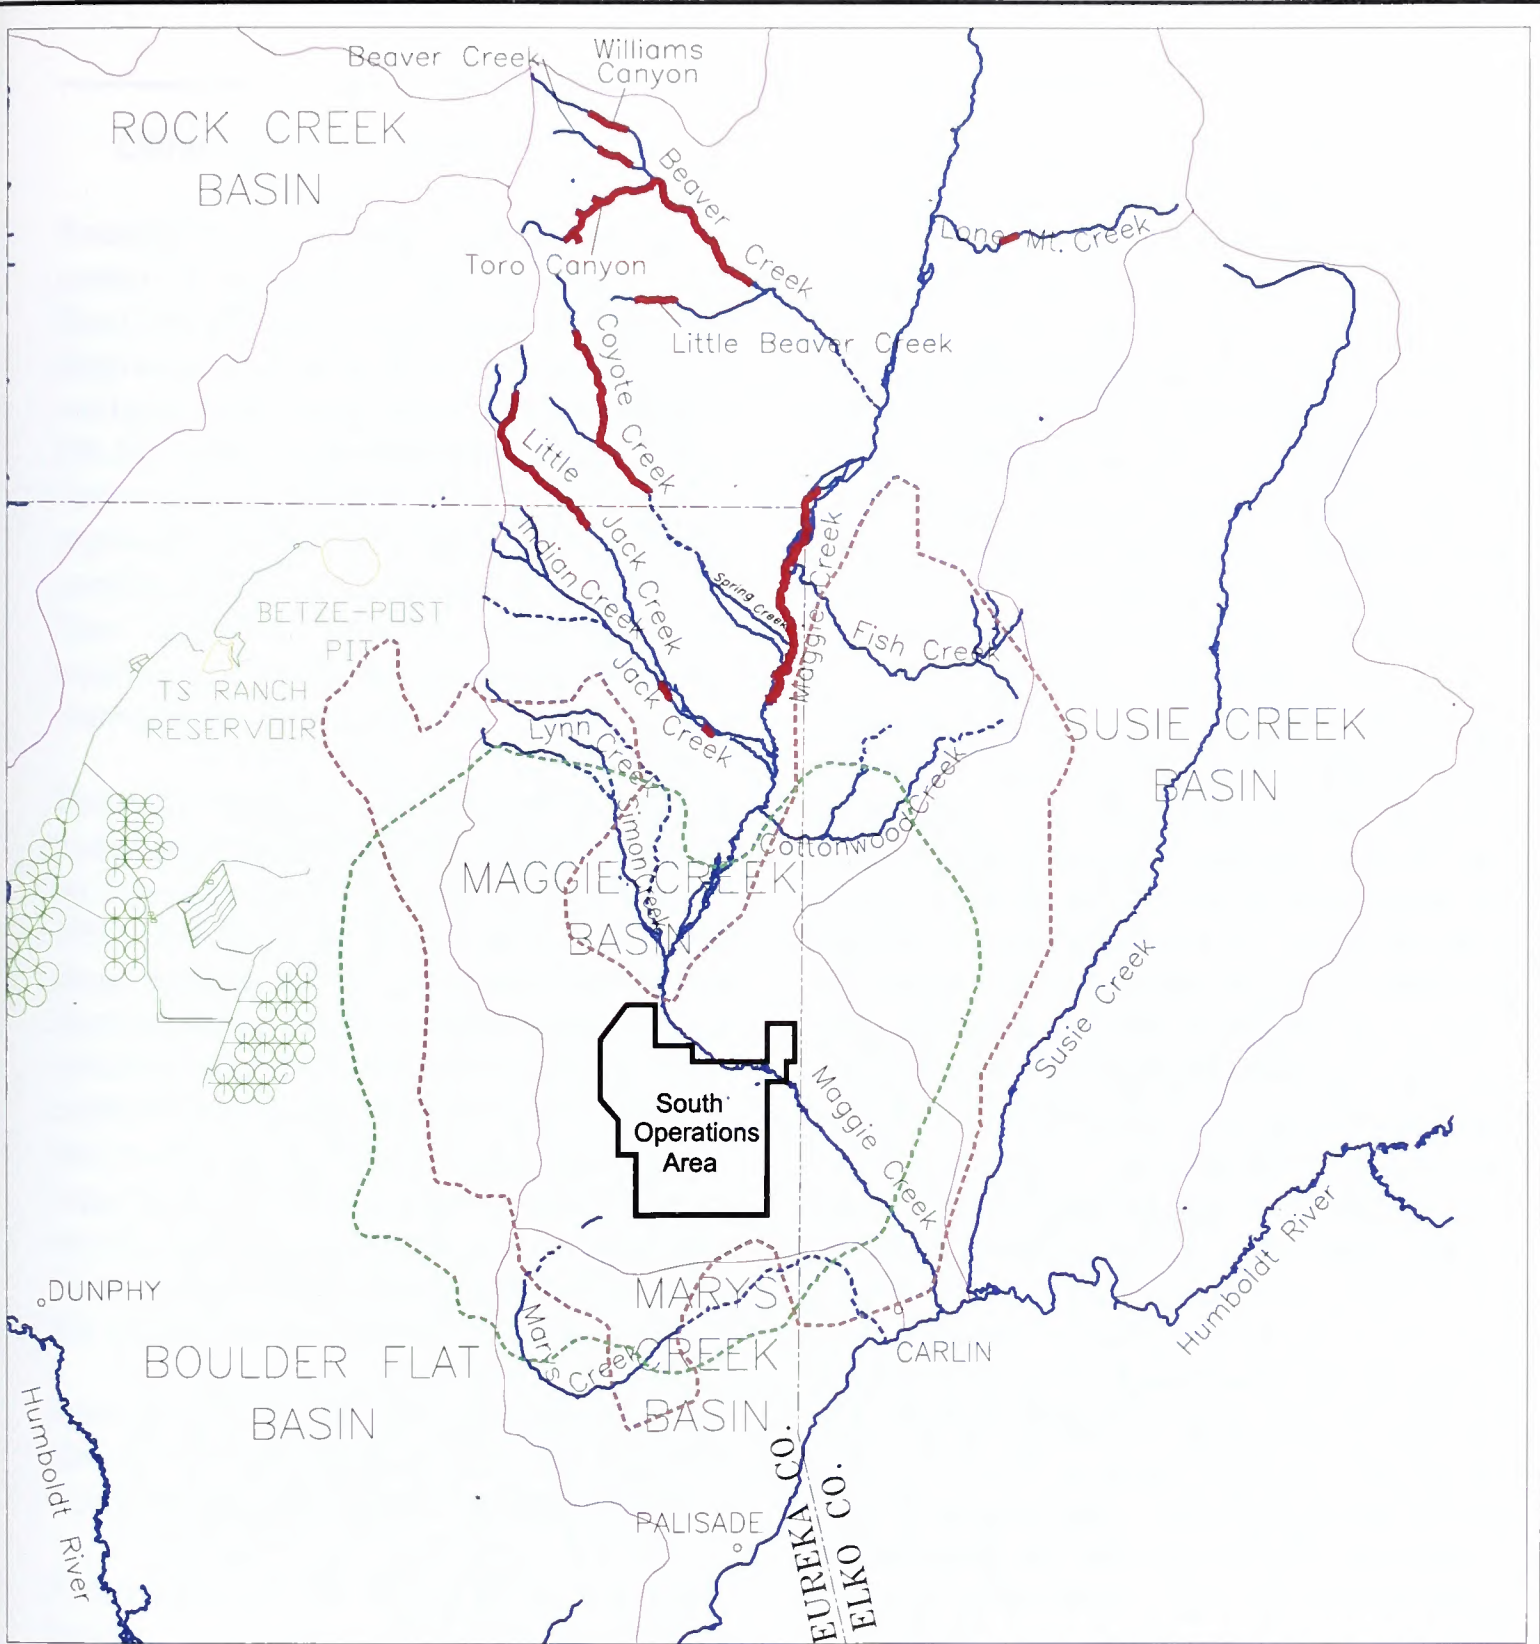 Beaver Creek
Williams
Canyon
ROCK CREEK
BASIN
Beaver Creek
Lone Mt. Creek
Toro Canyon
Little Beaver Creek
Coyote Creek
Little Jack Creek
Indian Creek
Spring Creek
Maggie Creek
BETZE-POST
PIT
Fish Creek
TS RANCH
RESERVOIR
Jack Creek
Lynn Creek
SUSIE CREEK
BASIN
Simon Creek
Cottonwood Creek
MAGGIE CREEK
BASIN
Susie Creek
South
Operations
Area
Maggie Creek
Humboldt River
DUNPHY
MARYS
CREEK
BASIN
Marys Creek
CARLIN
BOULDER FLAT
BASIN
Humboldt River
PALISADE
EUREKA CO.
ELKO CO.